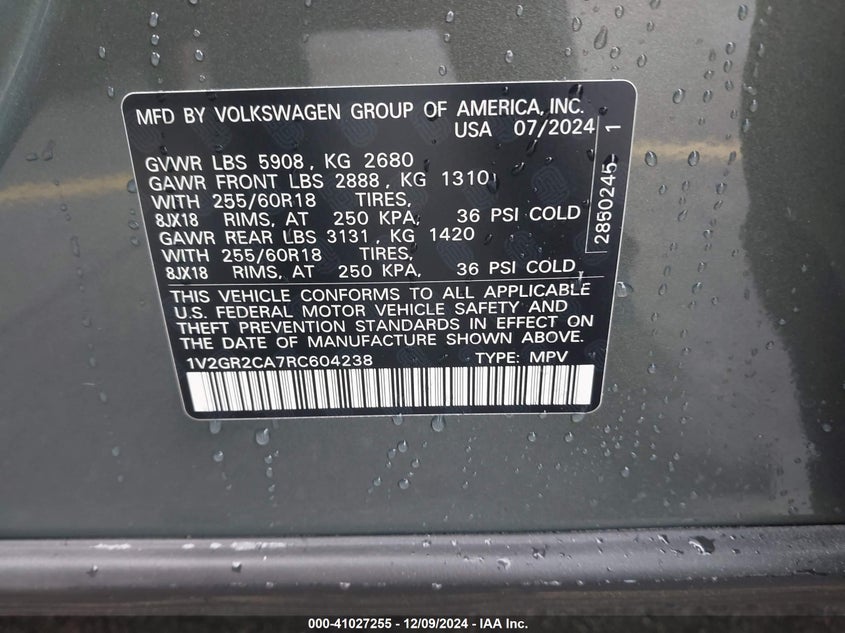 MFD BY VOLKSWAGEN GROUP OF AMERICA, INC.
USA 07/2024
GVWR LBS 5908, KG 2680
GAWR FRONT LBS 2888, KG 1310
WITH 255/60R18 TIRES,
8JX18 RIMS, AT 250 KPA, 36 PSI COLD
GAWR REAR LBS 3131, KG 1420
WITH 255/60R18 TIRES,
8JX18 RIMS, AT 250 KPA, 36 PSI COLD,
THIS VEHICLE CONFORMS TO ALL APPLICABLE
U.S. FEDERAL MOTOR VEHICLE SAFETY AND
THEFT PREVENTION STANDARDS IN EFFECT ON
THE DATE OF MANUFACTURE SHOWN ABOVE.
1V2GR2CA7RC604238 TYPE: MPV
2850245 1
000-41027255 - 12/09/2024 - IAA Inc.